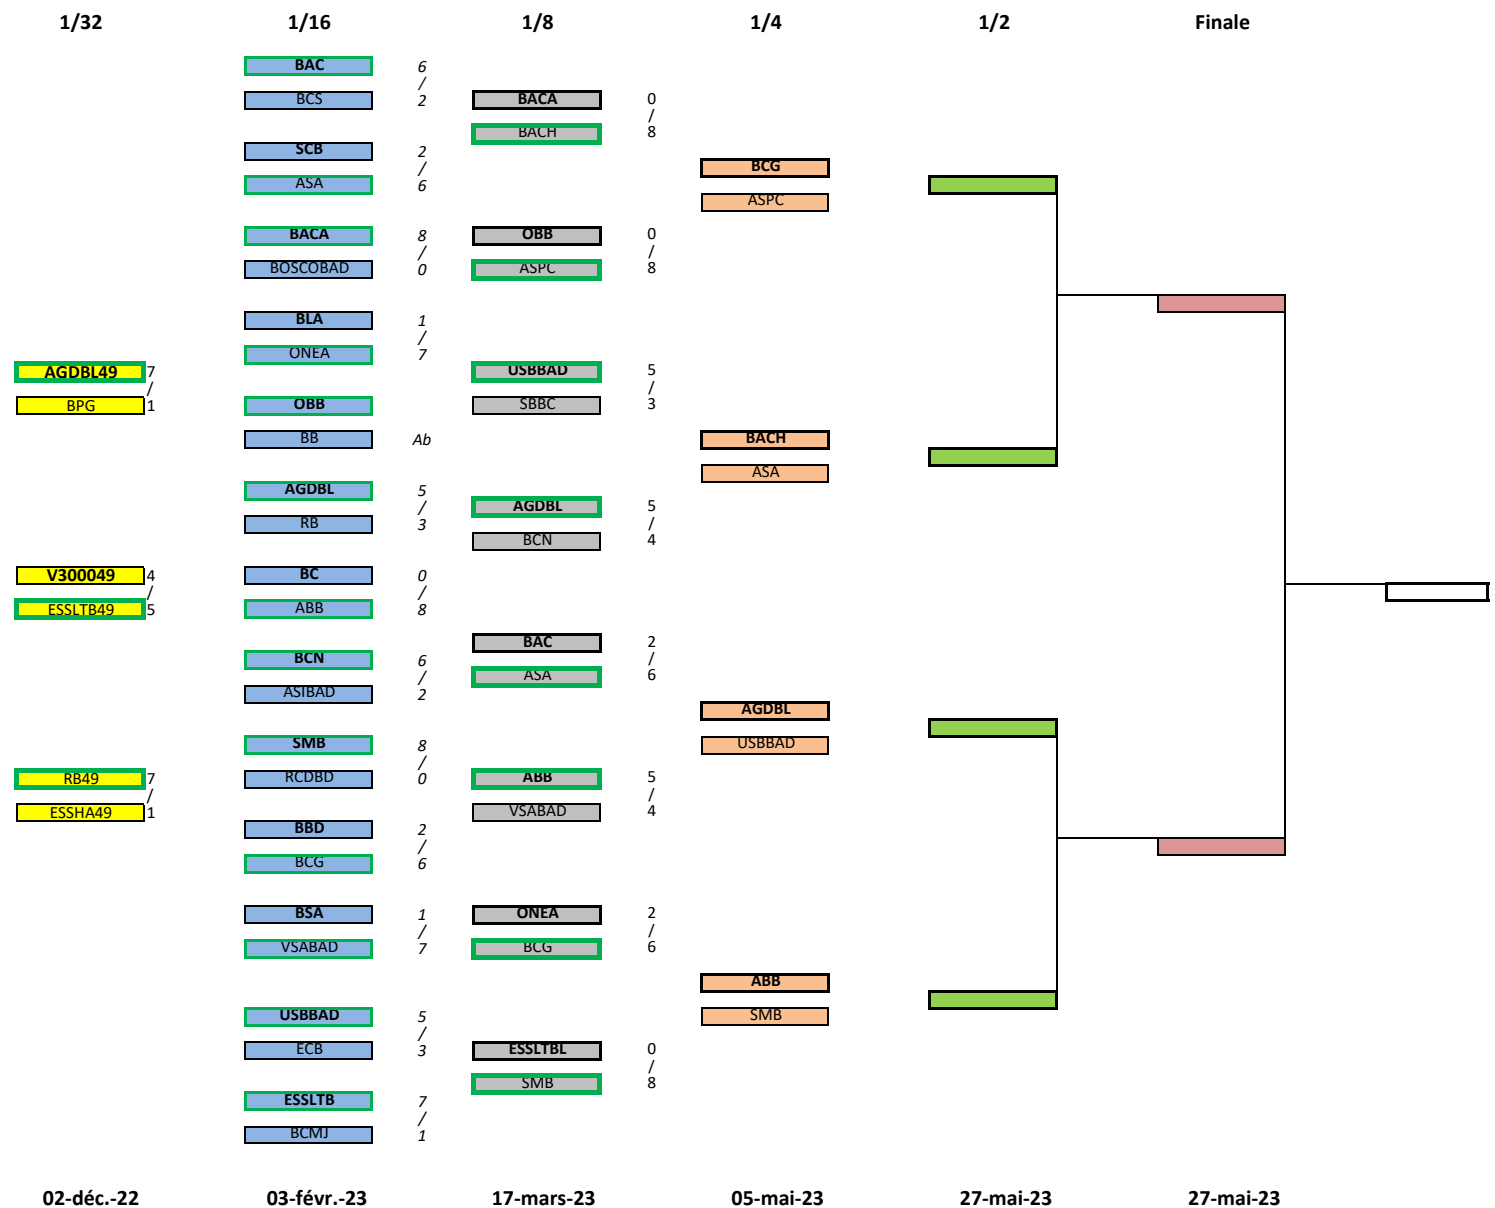 1/32 1/16 1/8 1/4 1/2 Finale
BAC 6
/
BCS 2
SCB 2
/
ASA 6
BACA 8
/
BOSCOBAD 0
BLA 1
/
ONEA 7
OBB
BB Ab
AGDBL 5
/
RB 3
BC 0
/
ABB 8
BCN 6
/
ASIBAD 2
SMB 8
/
RCDBD 0
BBD 2
/
BCG 6
BSA 1
/
VSABAD 7
USBBAD 5
/
ECB 3
ESSLTB 7
/
BCMJ 1
AGDBL49 7
/
BPG 1
V300049 4
/
ESSLTB49 5
RB49 7
/
ESSHA49 1
BACA 0
/
BACH 8
OBB 0
/
ASPC 8
USBBAD 5
/
SBBC 3
AGDBL 5
/
BCN 4
BAC 2
/
ASA 6
ABB 5
/
VSABAD 4
ONEA 2
/
BCG 6
ESSLTBL 0
/
SMB 8
BCG
ASPC
BACH
ASA
AGDBL
USBBAD
ABB
SMB
02-déc.-22 03-févr.-23 17-mars-23 05-mai-23 27-mai-23 27-mai-23